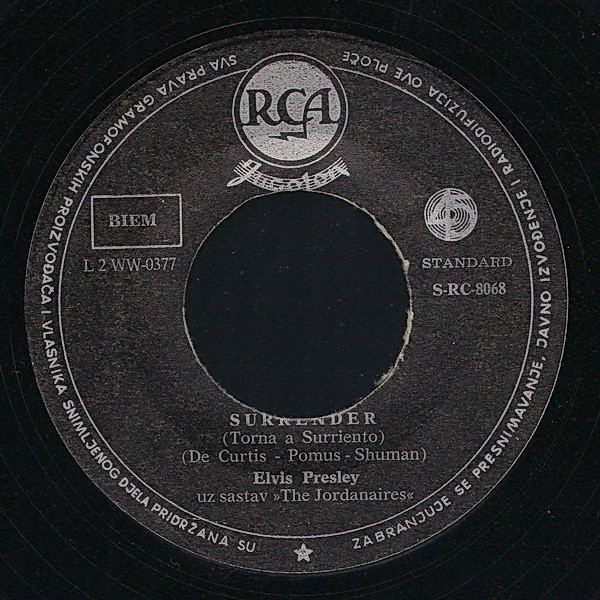 SVA PRAVA GRAMOFONSKIH PROIZVOĐAČA I VLASNIKA SNIMLJENOG DJELA PRIDRŽANA SU
ZABRANJUJE SE PRESNIMAVANJE, JAVNO IZVOĐENJE I RADIODIFUZIJA OVE PLOČE
RCA
Jugoton
BIEM
L 2 WW-0377
45
STANDARD
S-RC-8068
SURRENDER
(Torna a Surriento)
(De Curtis - Pomus - Shuman)
Elvis Presley
uz sastav »The Jordanaires«